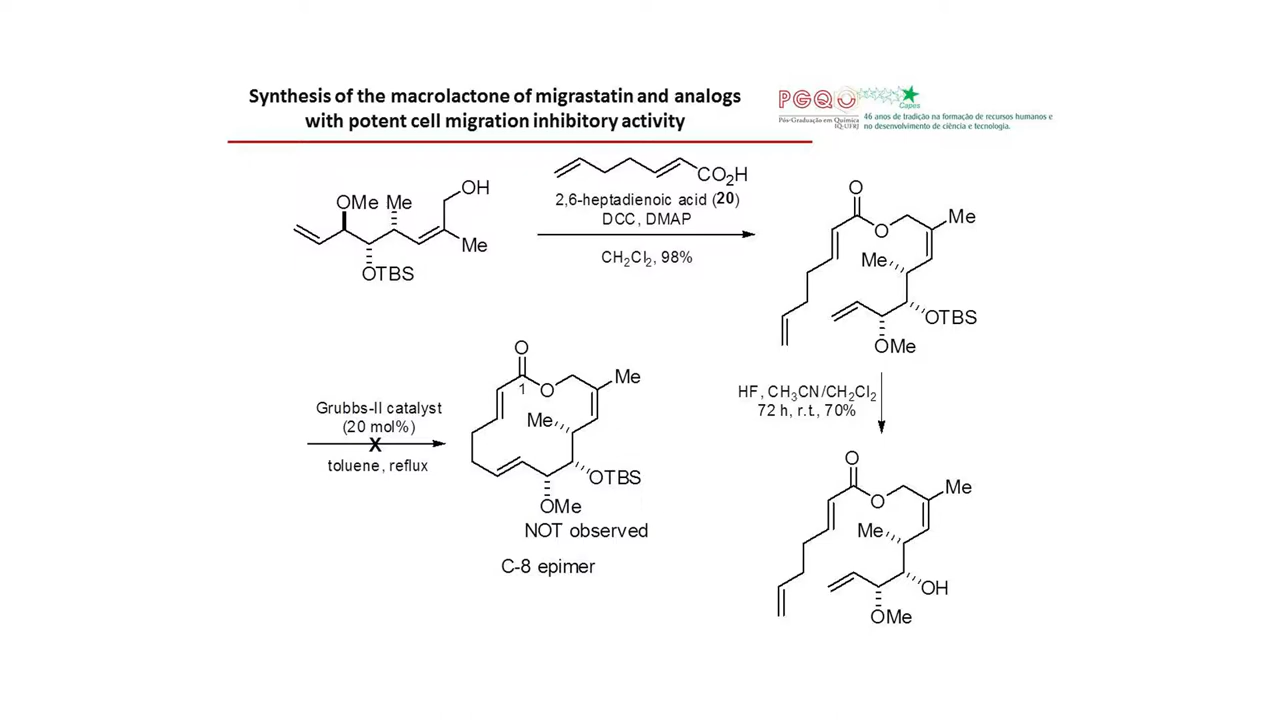 Synthesis of the macrolactone of migrastatin and analogs
with potent cell migration inhibitory activity
PGQU
Pós-Graduação em Química
IQ-UFRJ
Capes
46 anos de tradição na formação de recursos humanos e
no desenvolvimento de ciência e tecnologia.
OMe Me
OH
Me
OTBS
CO2H
2,6-heptadienoic acid (20)
DCC, DMAP
CH2Cl2, 98%
O
O
Me
Me
OTBS
OMe
HF, CH3CN/CH2Cl2
72 h, r.t, 70%
Grubbs-II catalyst
(20 mol%)
X
toluene, reflux
O
1
O
Me
Me
OTBS
OMe
NOT observed
C-8 epimer
O
O
Me
Me
OH
OMe